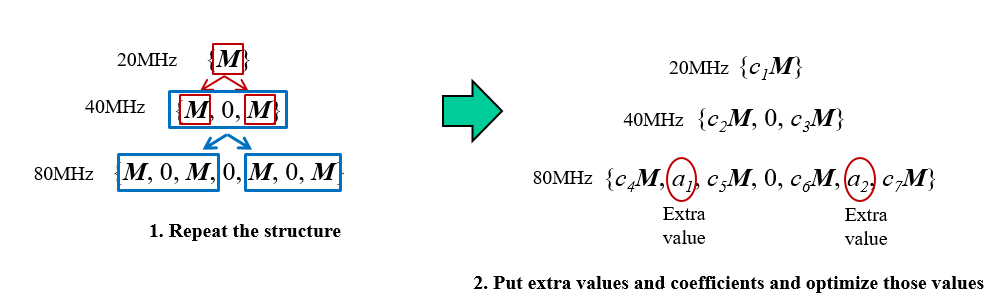 20MHz {M}
40MHz {M, 0, M}
80MHz {M, 0, M, 0, M, 0, M}
1. Repeat the structure
20MHz {c₁M}
40MHz {c₂M, 0, c₃M}
80MHz {c₄M, a₁, c₅M, 0, c₆M, a₂, c₇M}
Extra Extra
value value
2. Put extra values and coefficients and optimize those values